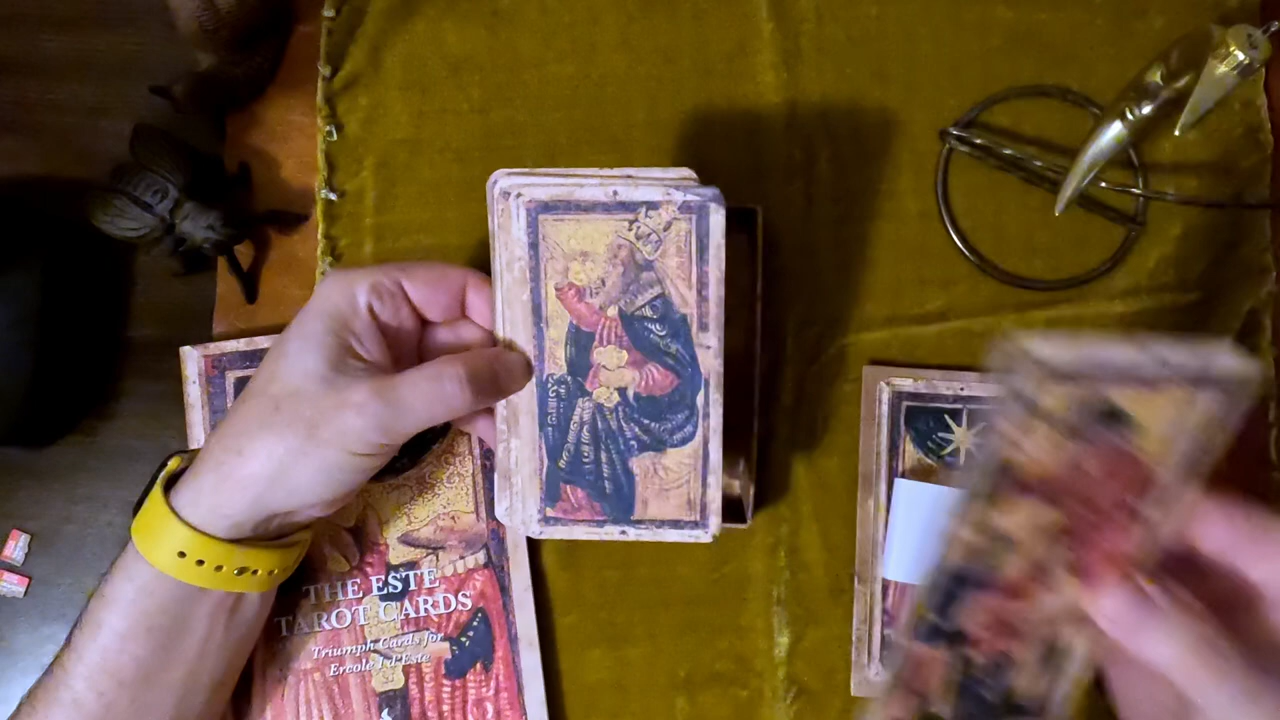 THE ESTE
TAROT CARDS
Triumph Cards for
Ercole I d'Este